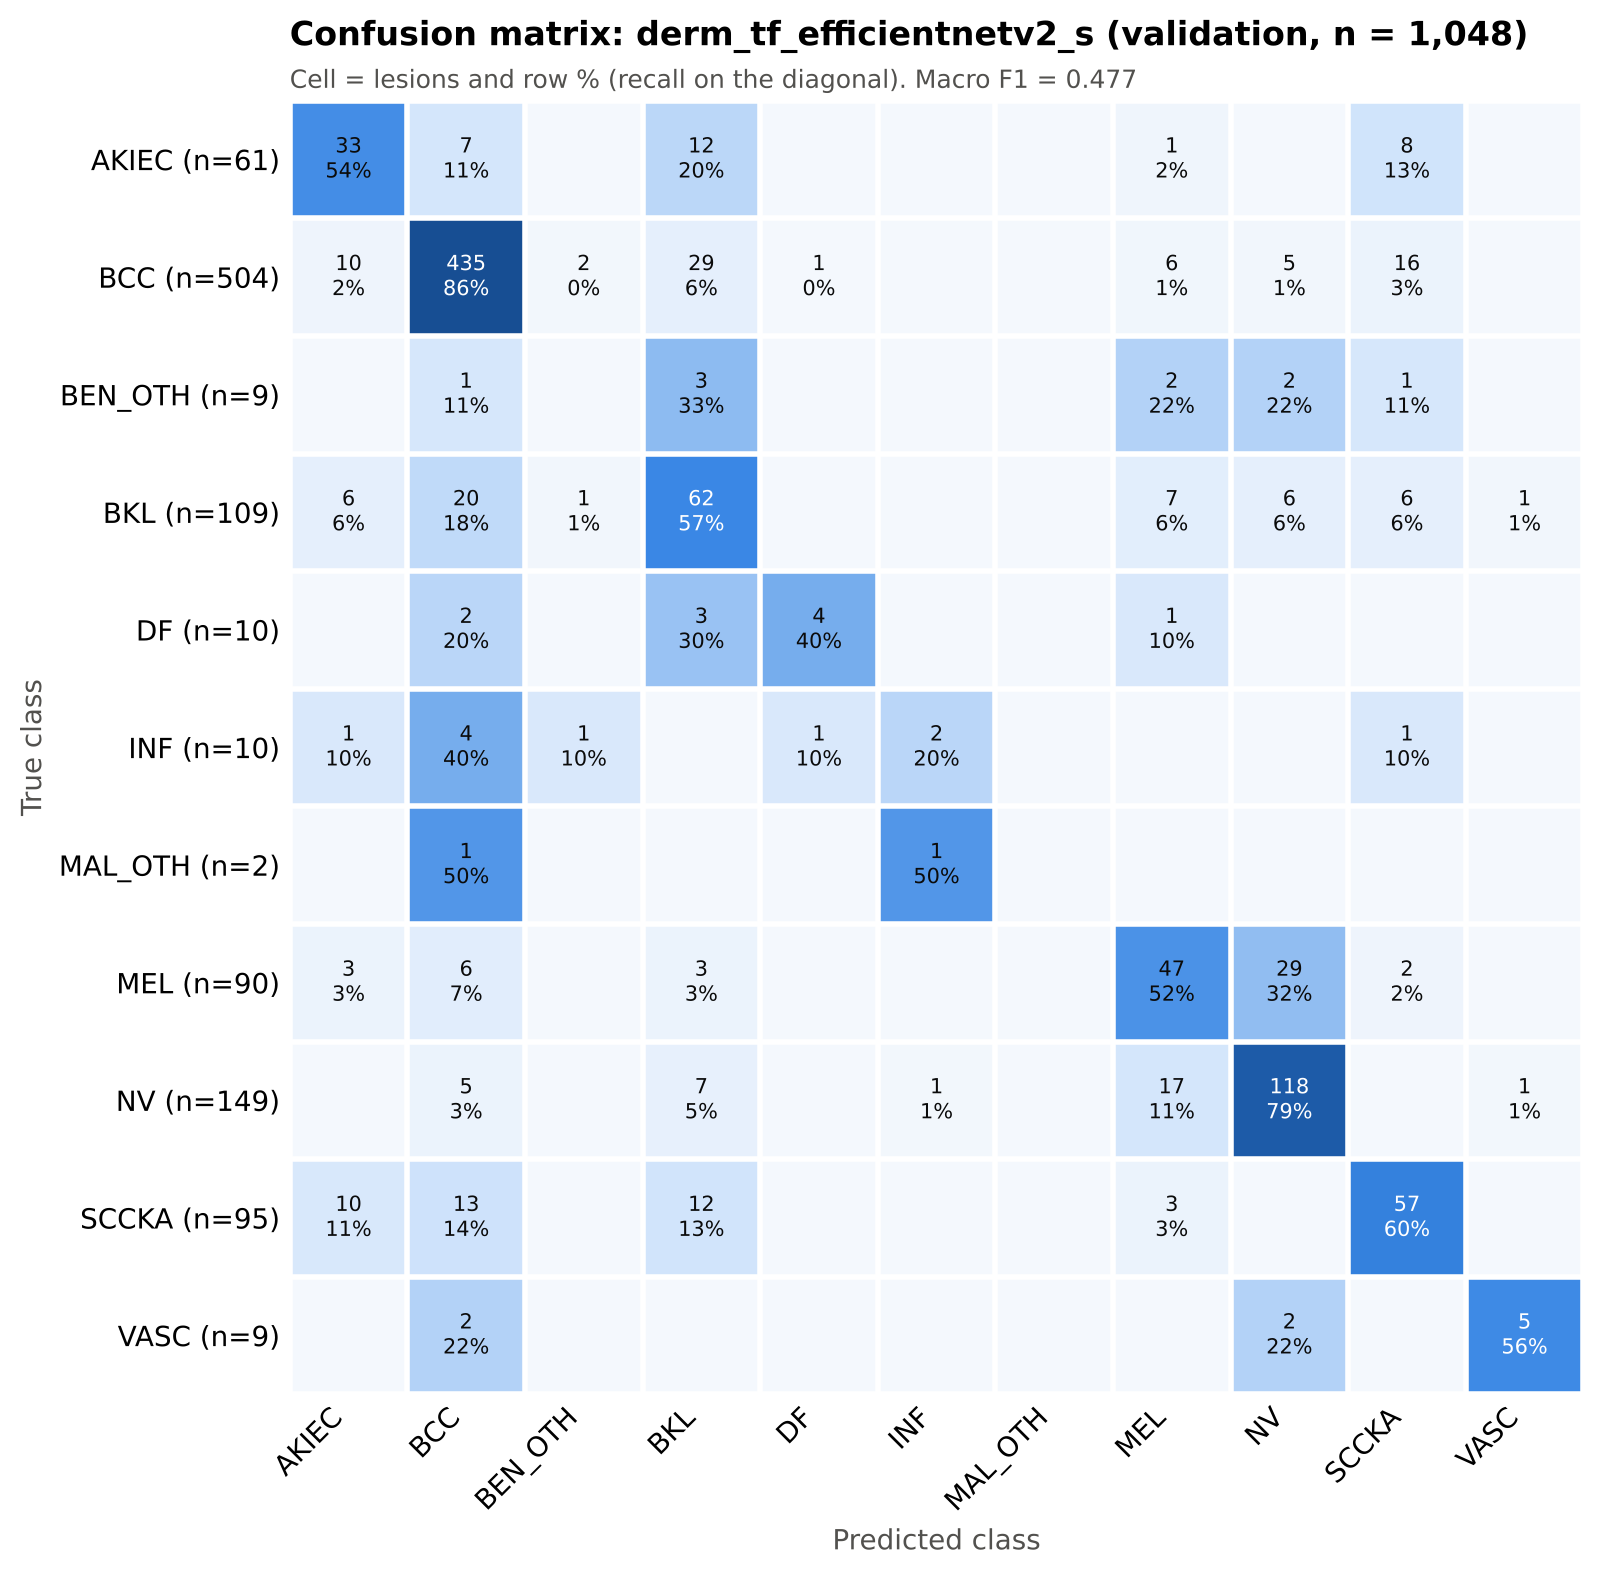 Confusion matrix: derm_tf_efficientnetv2_s (validation, n = 1,048)
Cell = lesions and row % (recall on the diagonal). Macro F1 = 0.477
AKIEC (n=61)
33 7 12 1 8
54% 11% 20% 2% 13%
BCC (n=504)
10 435 2 29 1 6 5 16
2% 86% 0% 6% 0% 1% 1% 3%
BEN_OTH (n=9)
1 3 2 2 1
11% 33% 22% 22% 11%
BKL (n=109)
6 20 1 62 7 6 6 1
6% 18% 1% 57% 6% 6% 6% 1%
DF (n=10)
2 3 4 1
20% 30% 40% 10%
INF (n=10)
1 4 1 1 2 1
10% 40% 10% 10% 20% 10%
MAL_OTH (n=2)
1 1
50% 50%
MEL (n=90)
3 6 3 47 29 2
3% 7% 3% 52% 32% 2%
NV (n=149)
5 7 1 17 118 1
3% 5% 1% 11% 79% 1%
SCCKA (n=95)
10 13 12 3 57
11% 14% 13% 3% 60%
VASC (n=9)
2 2 5
22% 22% 56%
True class
AKIEC BCC BEN_OTH BKL DF INF MAL_OTH MEL NV SCCKA VASC
Predicted class